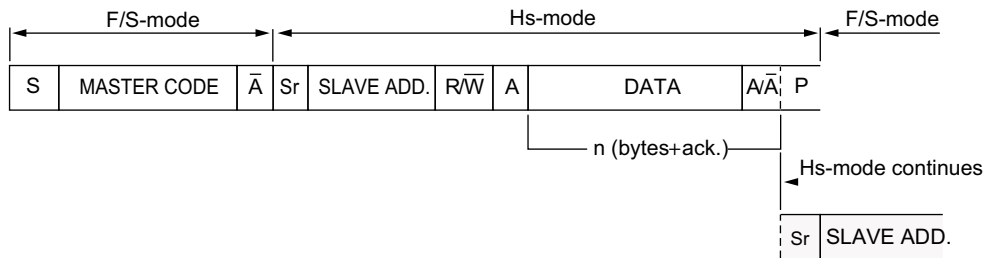 F/S-mode Hs-mode F/S-mode
S MASTER CODE A̅ Sr SLAVE ADD. R/W̅ A DATA A/A̅ P
n (bytes+ack.)
Hs-mode continues
Sr SLAVE ADD.